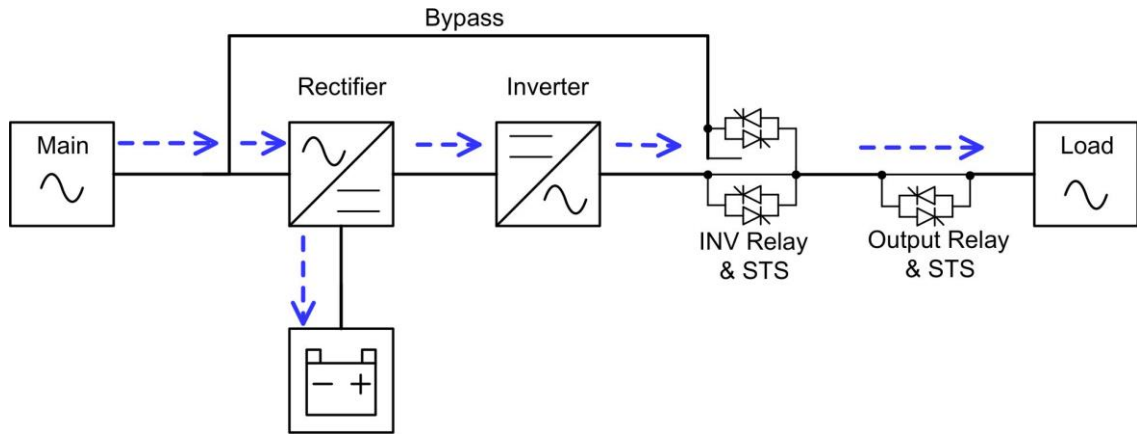 Bypass
Rectifier
Inverter
Main
Load
INV Relay
& STS
Output Relay
& STS